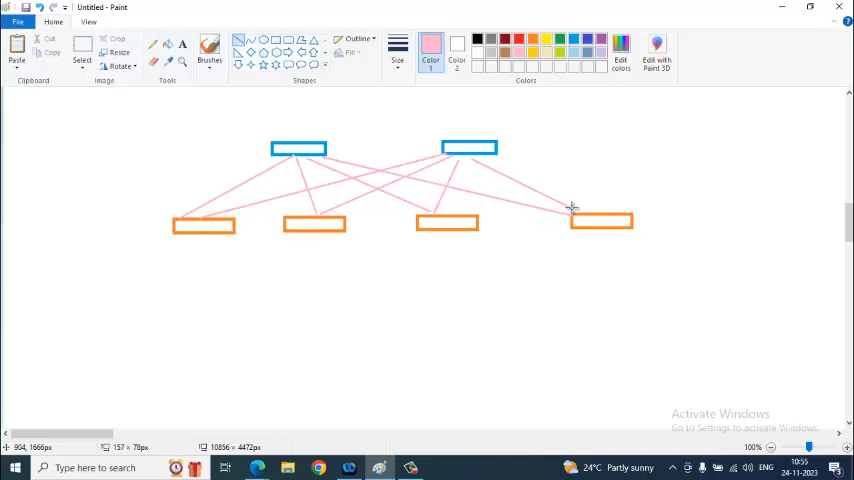 Untitled - Paint
File Home View
Paste
Cut
Copy
Clipboard
Select
Crop
Resize
Rotate
Image
Tools
Brushes
Outline
Fill
Shapes
Size
Color 1
Color 2
Colors
Edit colors
Edit with Paint 3D
Activate Windows
Go to Settings to activate Windows.
904, 1666px 157 × 78px 10856 × 4472px 100%
Type here to search
24°C Partly sunny
ENG
10:55
24-11-2023
3